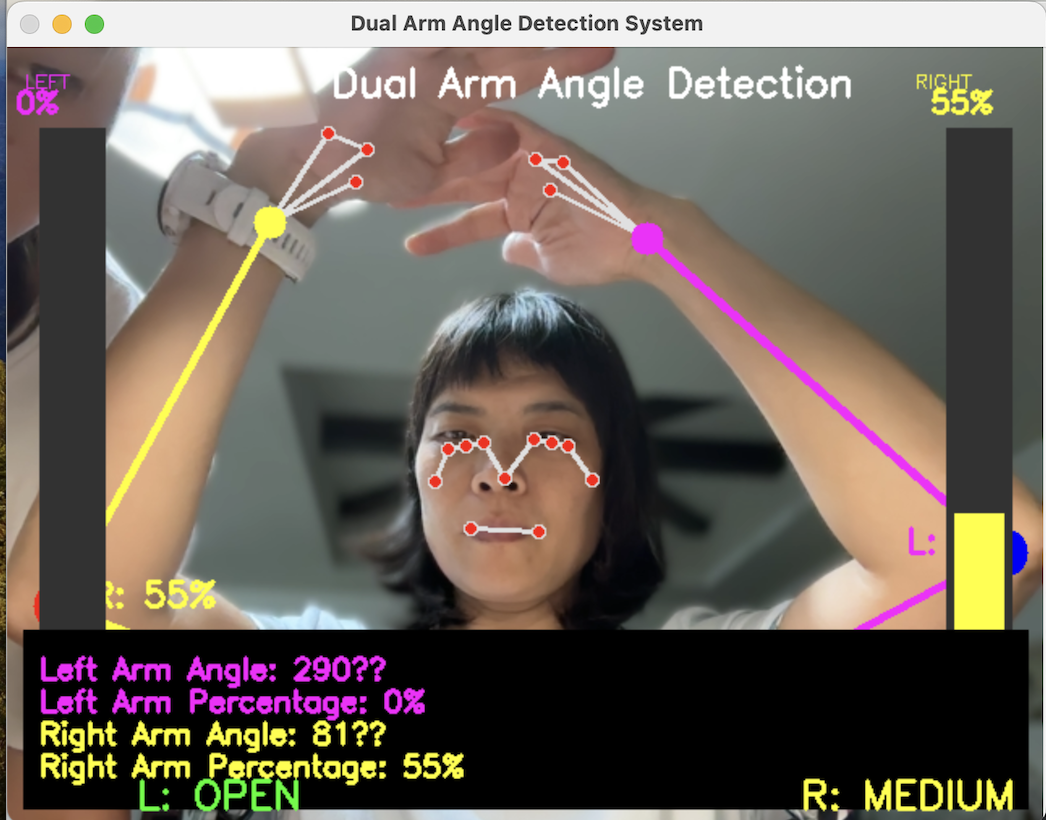 Dual Arm Angle Detection System
Dual Arm Angle Detection
LEFT
0%
RIGHT
55%
L:
R: 55%
Left Arm Angle: 290??
Left Arm Percentage: 0%
Right Arm Angle: 81??
Right Arm Percentage: 55%
L: OPEN
R: MEDIUM